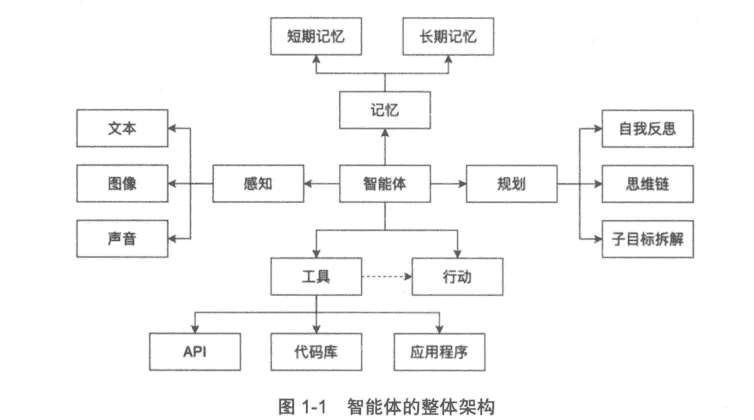 短期记忆
长期记忆
记忆
文本
自我反思
图像
感知
智能体
规划
思维链
声音
子目标拆解
工具
行动
API
代码库
应用程序
图 1-1 智能体的整体架构